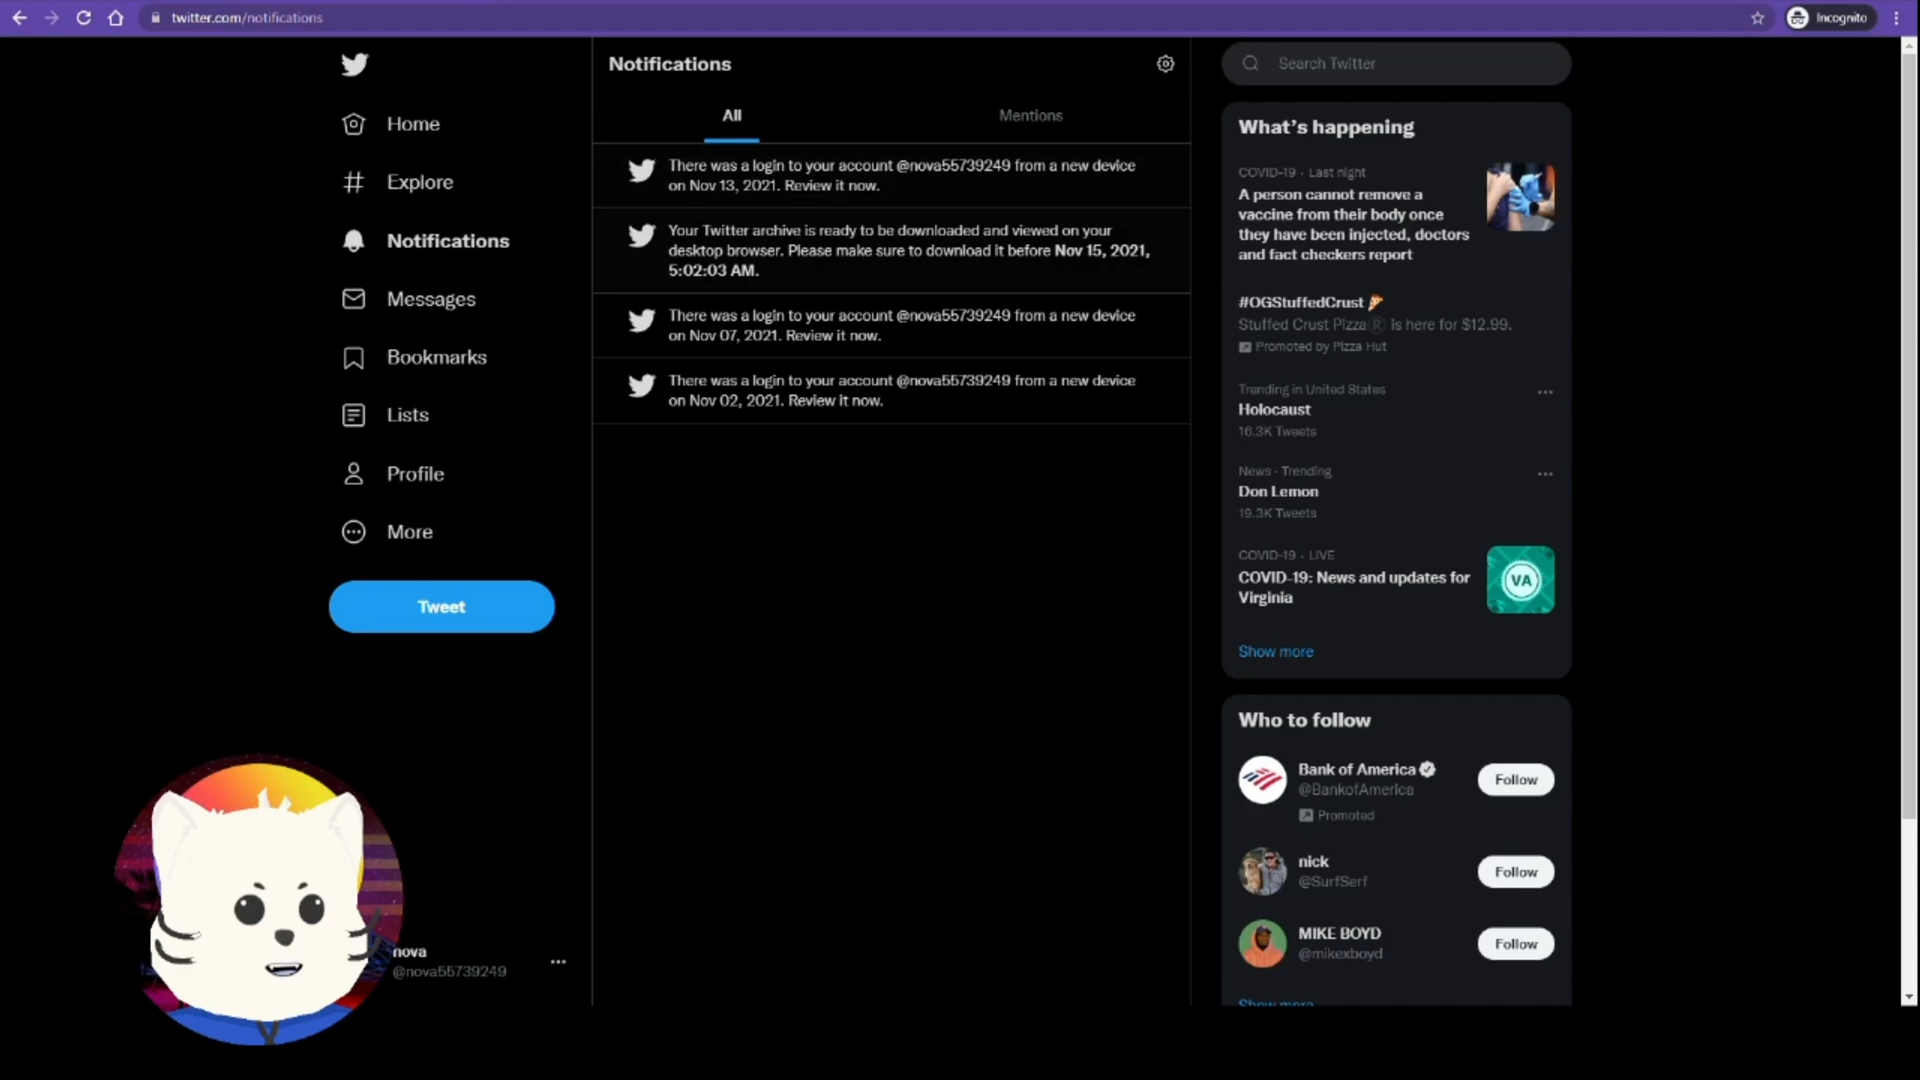 twitter.com/notifications
Incognito
Home
Explore
Notifications
Messages
Bookmarks
Lists
Profile
More
Tweet
nova
@nova55739249
Notifications
All
Mentions
There was a login to your account @nova55739249 from a new device
on Nov 13, 2021. Review it now.
Your Twitter archive is ready to be downloaded and viewed on your
desktop browser. Please make sure to download it before Nov 15, 2021,
5:02:03 AM.
There was a login to your account @nova55739249 from a new device
on Nov 07, 2021. Review it now.
There was a login to your account @nova55739249 from a new device
on Nov 02, 2021. Review it now.
Search Twitter
What's happening
COVID-19 · Last night
A person cannot remove a
vaccine from their body once
they have been injected, doctors
and fact checkers report
#OGStuffedCrust
Stuffed Crust Pizza® is here for $12.99.
Promoted by Pizza Hut
Trending in United States
Holocaust
16.3K Tweets
News · Trending
Don Lemon
19.3K Tweets
COVID-19 · LIVE
COVID-19: News and updates for
Virginia
VA
Show more
Who to follow
Bank of America
@BankofAmerica
Promoted
Follow
nick
@SurfSerf
Follow
MIKE BOYD
@mikexboyd
Follow
Show more